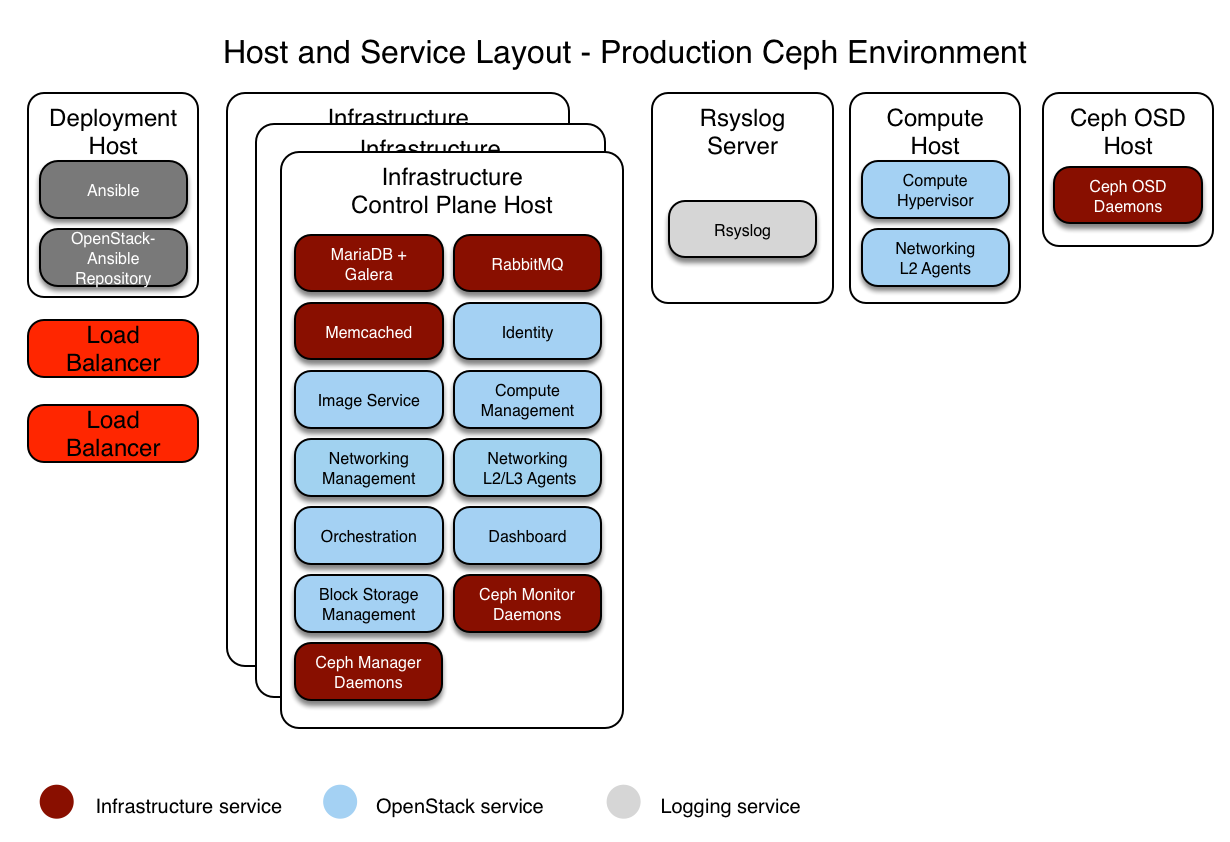 Host and Service Layout - Production Ceph Environment
Deployment
Host
Ansible
OpenStack-
Ansible
Repository
Load
Balancer
Load
Balancer
Infrastructure
Infrastructure
Infrastructure
Control Plane Host
MariaDB +
Galera
RabbitMQ
Memcached
Identity
Image Service
Compute
Management
Networking
Management
Networking
L2/L3 Agents
Orchestration
Dashboard
Block Storage
Management
Ceph Monitor
Daemons
Ceph Manager
Daemons
Rsyslog
Server
Rsyslog
Compute
Host
Compute
Hypervisor
Networking
L2 Agents
Ceph OSD
Host
Ceph OSD
Daemons
Infrastructure service
OpenStack service
Logging service